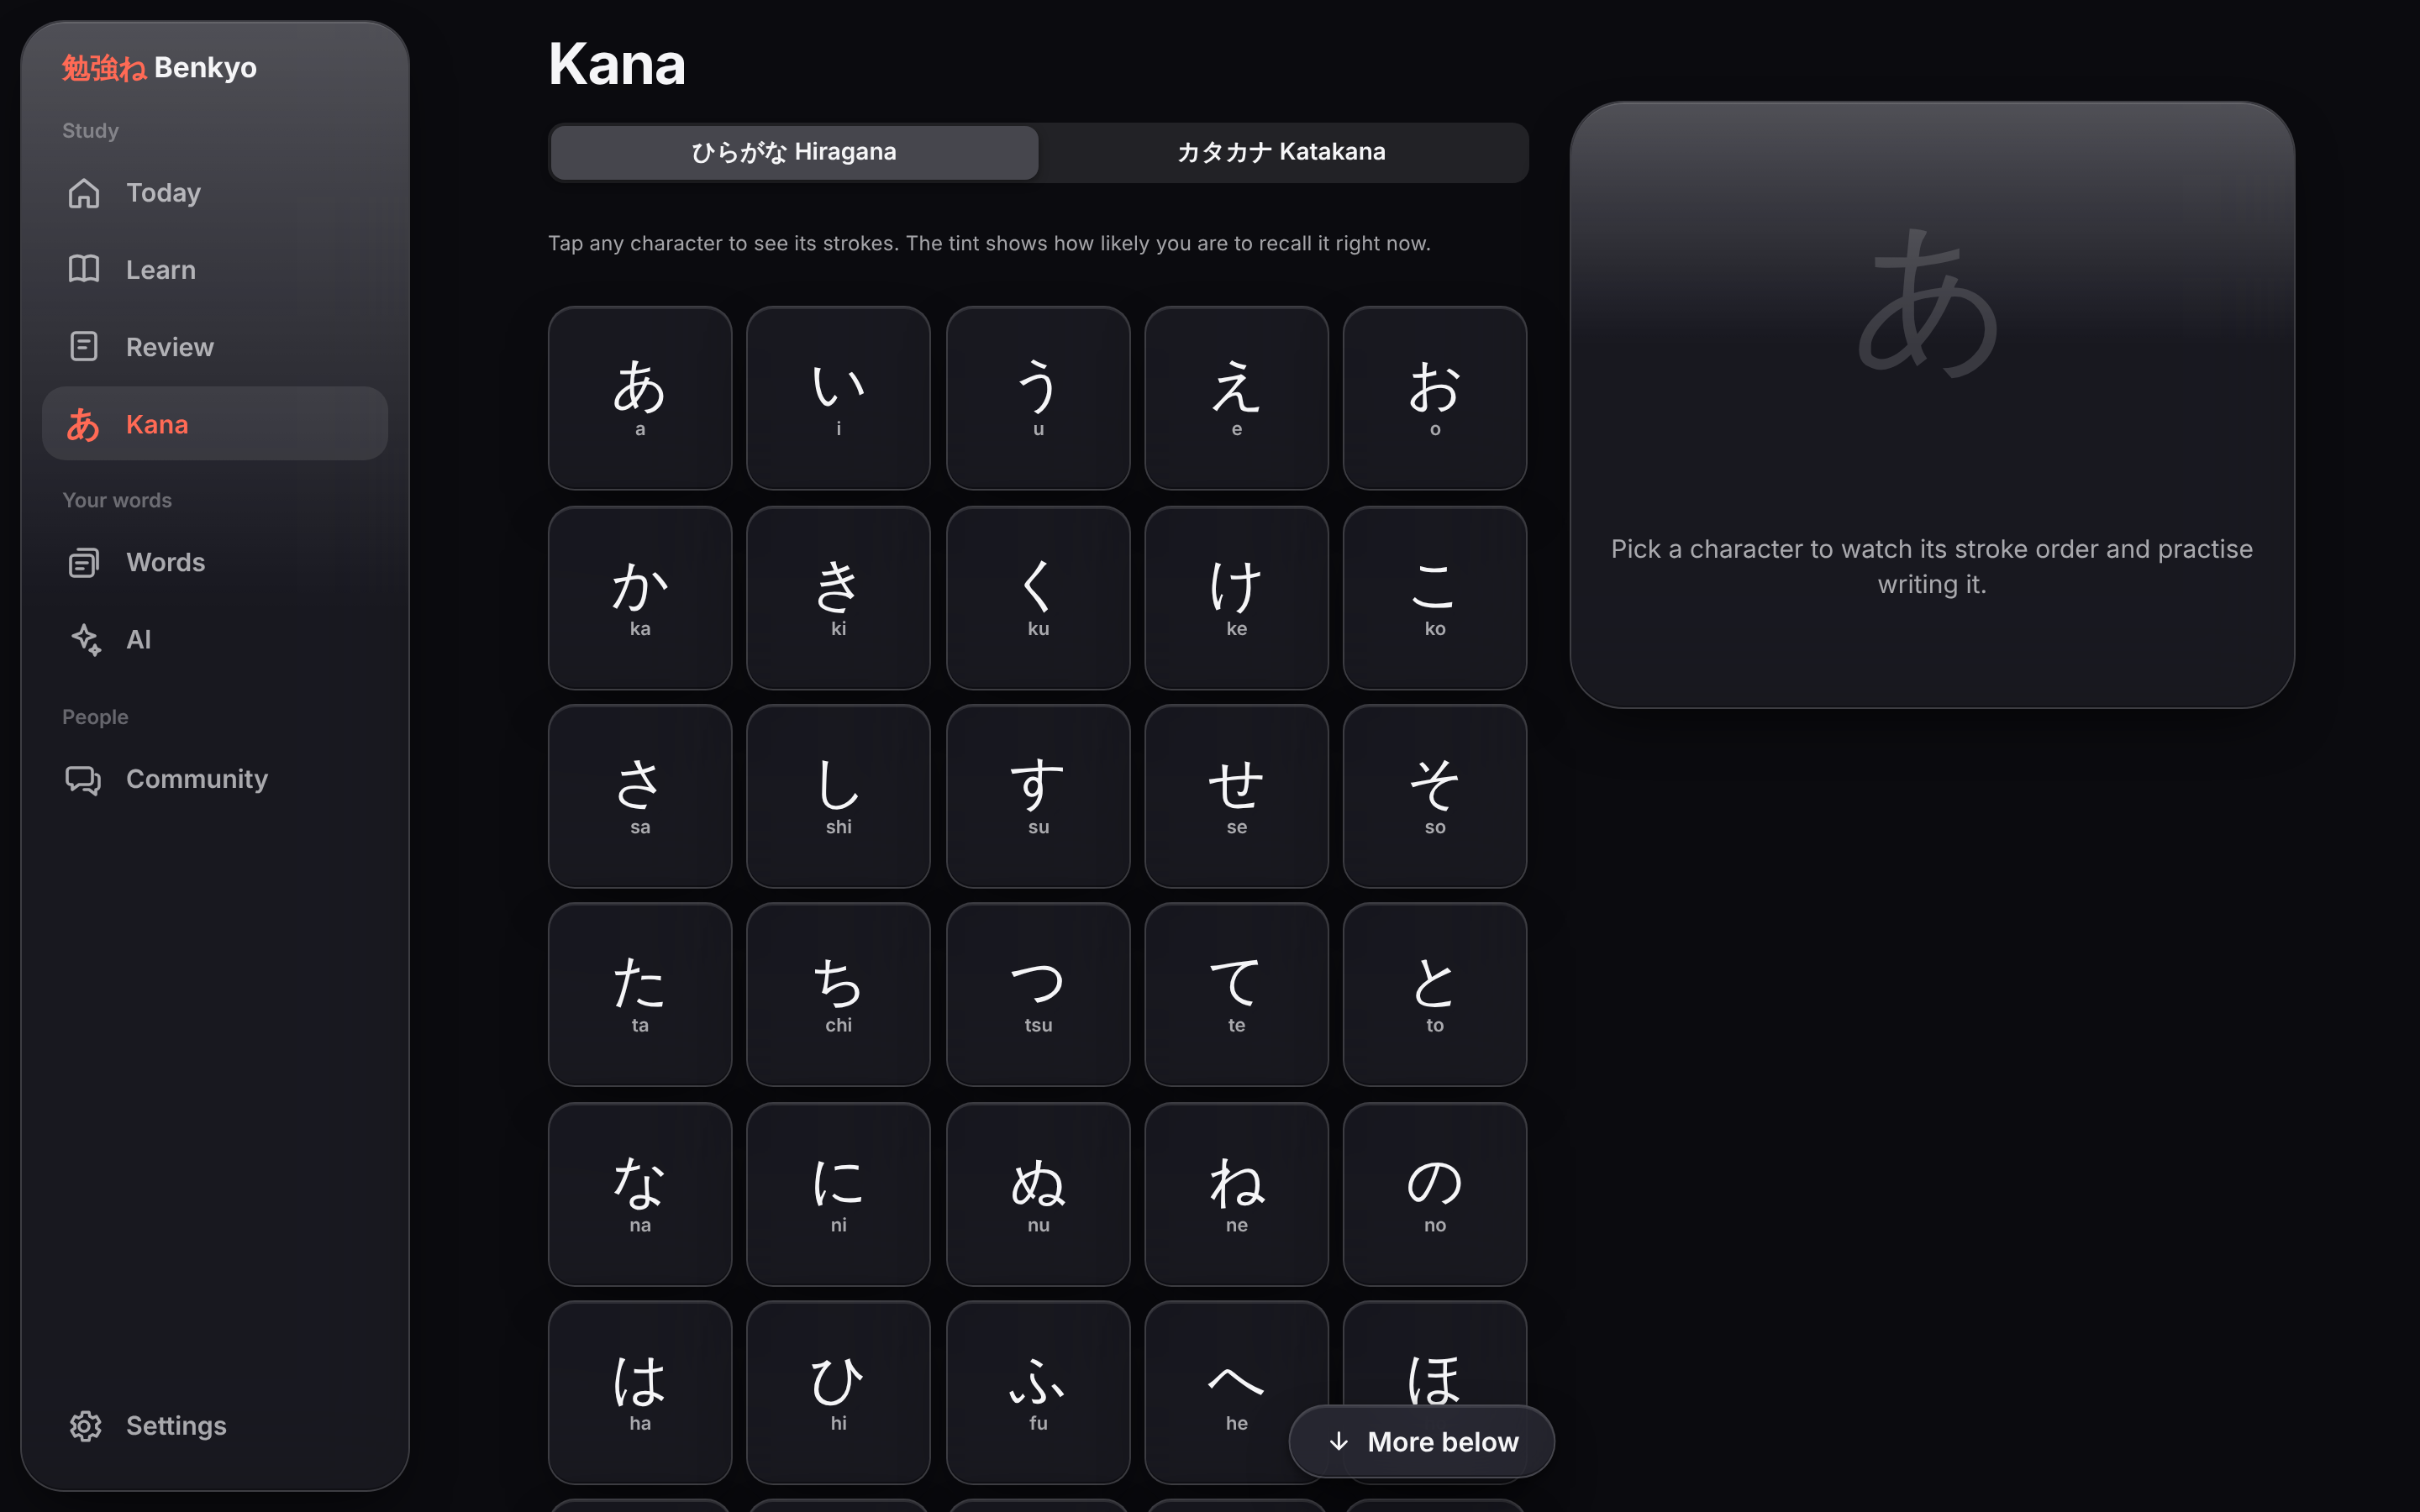 勉強ね Benkyo
Study
Today
Learn
Review
あ Kana
Your words
Words
AI
People
Community
Settings
Kana
ひらがな Hiragana
カタカナ Katakana
Tap any character to see its strokes. The tint shows how likely you are to recall it right now.
あ い う え お
a i u e o
か き く け こ
ka ki ku ke ko
さ し す せ そ
sa shi su se so
た ち つ て と
ta chi tsu te to
な に ぬ ね の
na ni nu ne no
は ひ ふ へ ほ
ha hi fu he
More below
あ
Pick a character to watch its stroke order and practise
writing it.